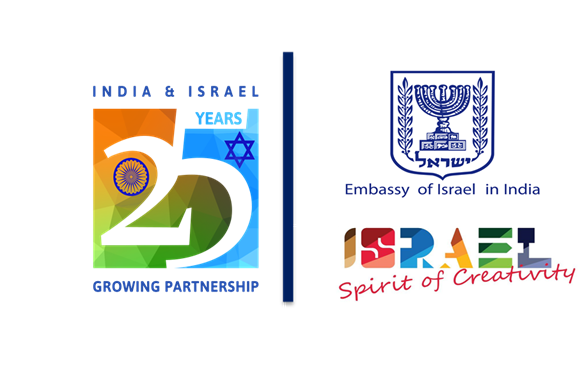 INDIA & ISRAEL
YEARS
25
GROWING PARTNERSHIP
ישראל
Embassy of Israel in India
ISRAEL
Spirit of Creativity